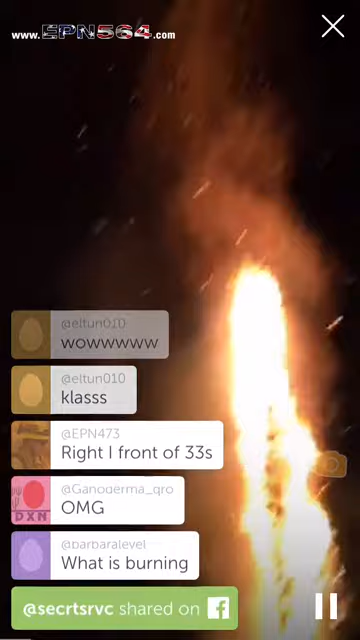 www.EPN564.com
@eltun010
wowwwww
@eltun010
klasss
@EPN473
Right I front of 33s
@Ganoderma_qro
OMG
DXN
@barbaralevel
What is burning
@secrtsrvc shared on f